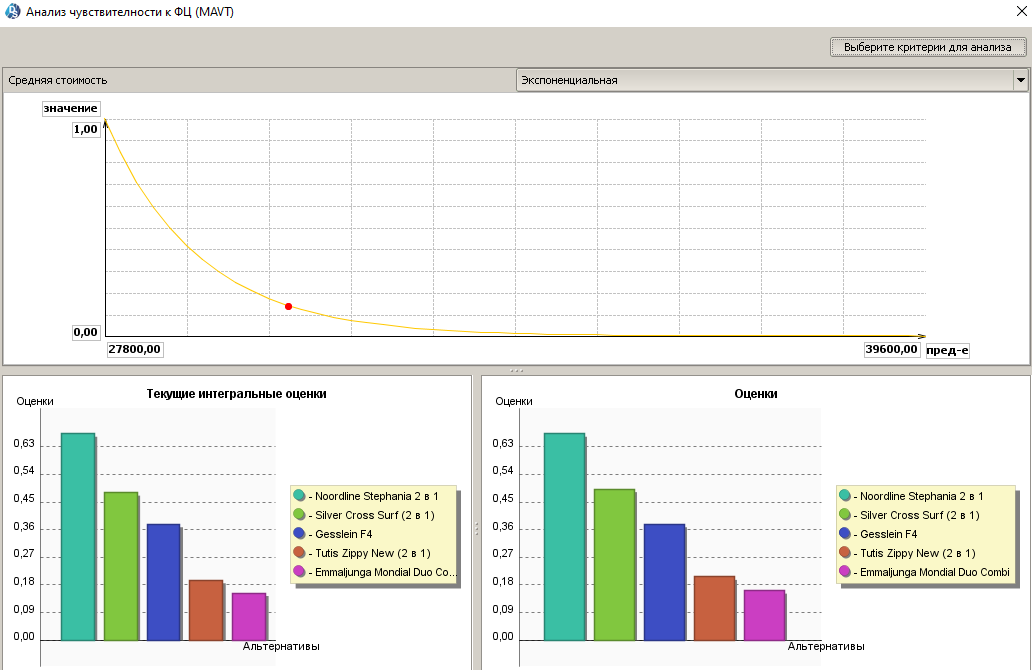 Анализ чувствителности к ФЦ (MAVT)
Выберите критерии для анализа
Средняя стоимость
Экспоненциальная
значение
1,00
0,00
27800,00
39600,00
пред-е
Текущие интегральные оценки
Оценки
0,63
0,54
0,45
0,36
0,27
0,18
0,09
0,00
Альтернативы
- Noordline Stephania 2 в 1
- Silver Cross Surf (2 в 1)
- Gesslein F4
- Tutis Zippy New (2 в 1)
- Emmaljunga Mondial Duo Co...
Оценки
Оценки
0,63
0,54
0,45
0,36
0,27
0,18
0,09
0,00
Альтернативы
- Noordline Stephania 2 в 1
- Silver Cross Surf (2 в 1)
- Gesslein F4
- Tutis Zippy New (2 в 1)
- Emmaljunga Mondial Duo Combi